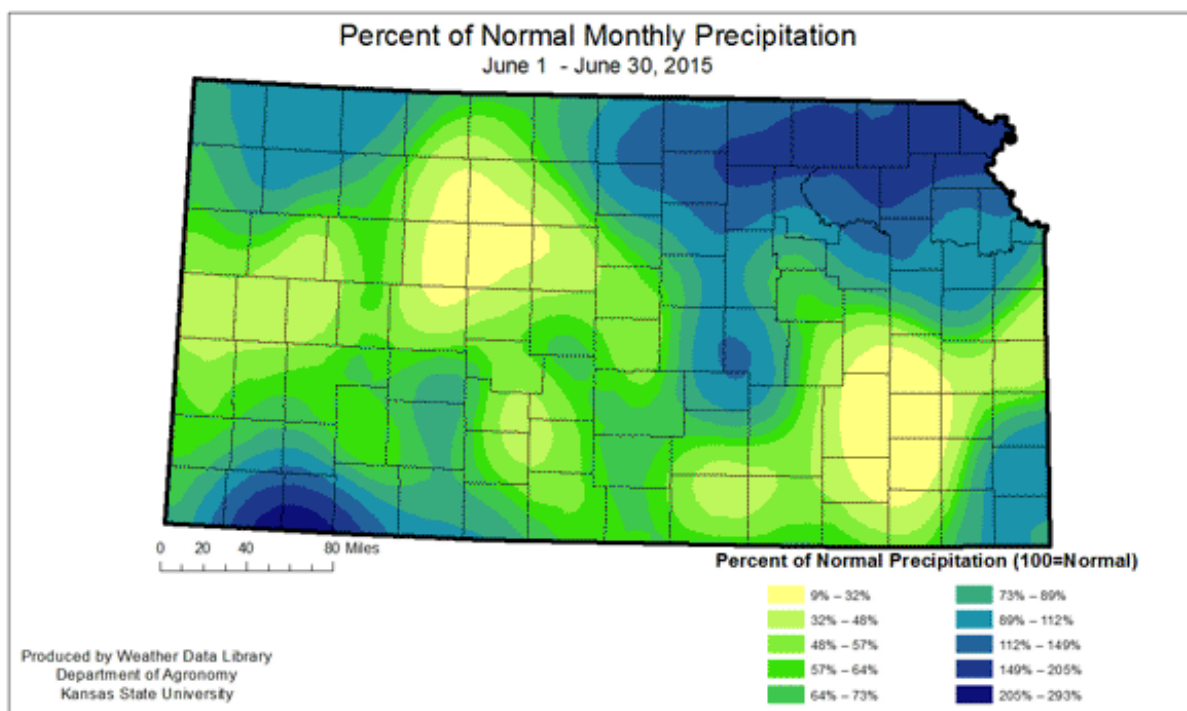 Percent of Normal Monthly Precipitation
June 1 - June 30, 2015
0 20 40 80 Miles
Percent of Normal Precipitation (100=Normal)
9% – 32%
32% – 48%
48% – 57%
57% – 64%
64% – 73%
73% – 89%
89% – 112%
112% – 149%
149% – 205%
205% – 293%
Produced by Weather Data Library
Department of Agronomy
Kansas State University